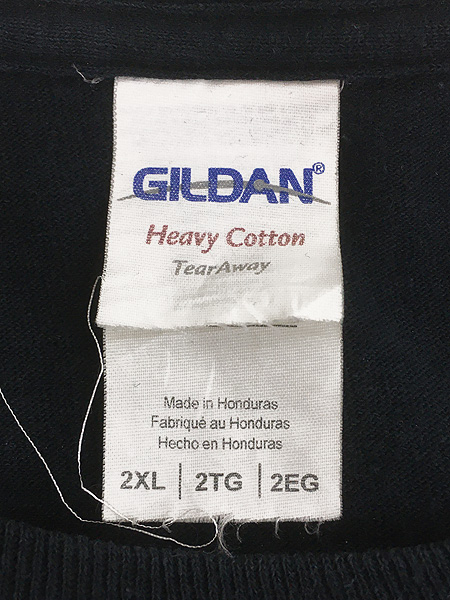 GILDAN®
Heavy Cotton
TearAway
Made in Honduras
Fabriqué au Honduras
Hecho en Honduras
2XL | 2TG | 2EG